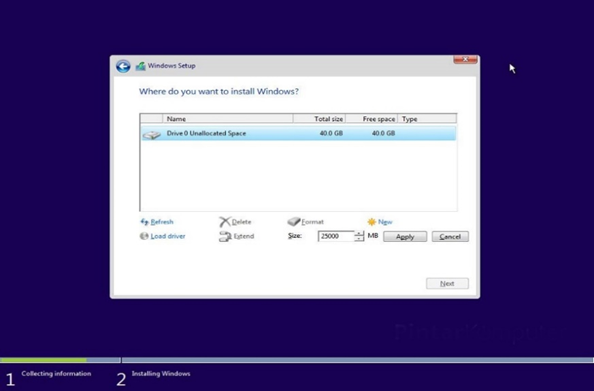 Windows Setup
Where do you want to install Windows?
Name Total size Free space Type
Drive 0 Unallocated Space 40.0 GB 40.0 GB
Refresh Delete Format New
Load driver Extend Size: 25000 MB Apply Cancel
Next
1 Collecting information 2 Installing Windows